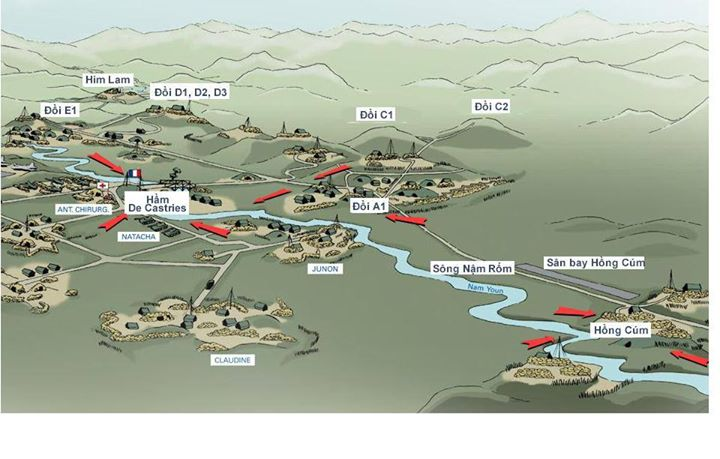 Him Lam
Đồi D1, D2, D3
Đồi E1
Đồi C1
Đồi C2
ANT. CHIRURG.
Hầm
De Castries
NATACHA
Đồi A1
JUNON
Sông Nậm Rốm
Sân bay Hồng Cúm
Nam Youn
Hồng Cúm
CLAUDINE